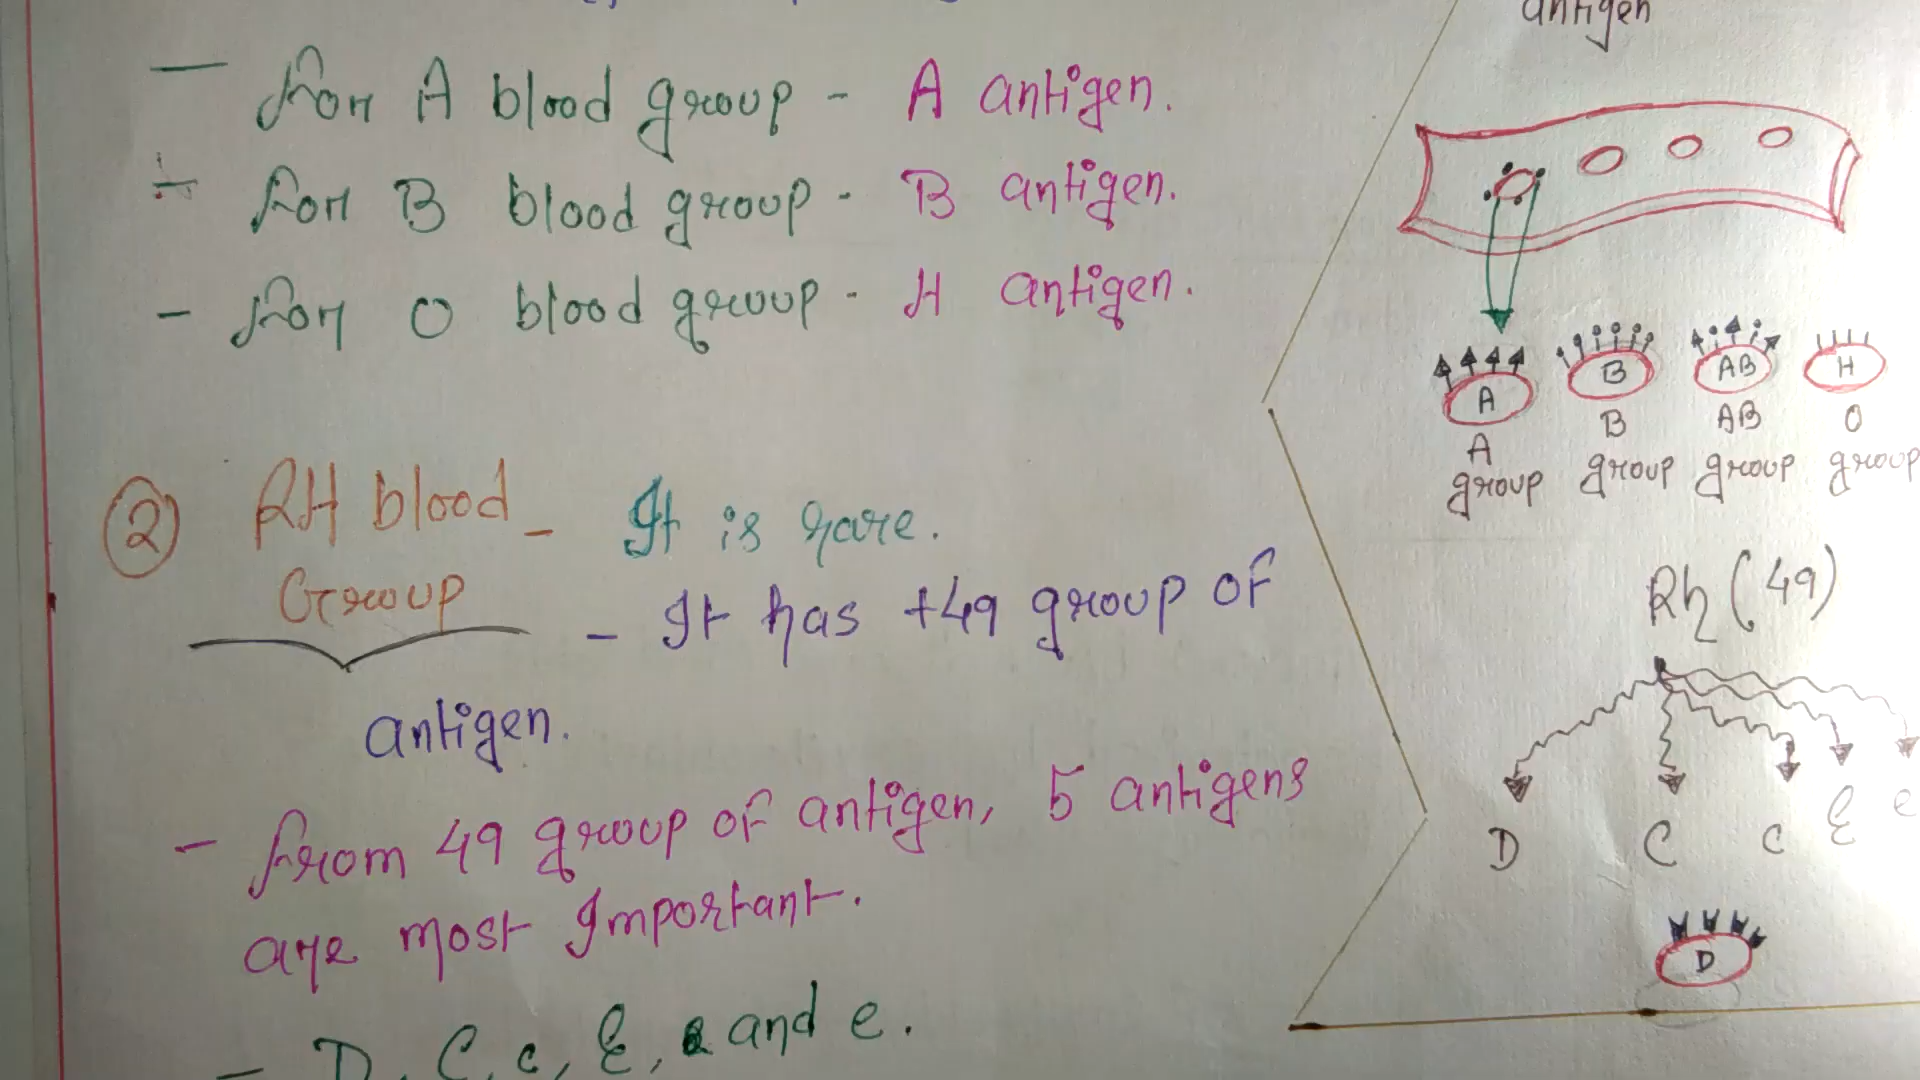 - For A blood group - A antigen.
- For B blood group - B antigen.
- For O blood group - H antigen.
② RH blood Group - It is rare.
- It has +49 group of
antigen.
- From 49 group of antigen, 5 antigens
are most Important.
- D, C, c, E, and e.
antigen
A B AB H
A group
B group
AB group
O group
Rh (49)
D C c E e
D